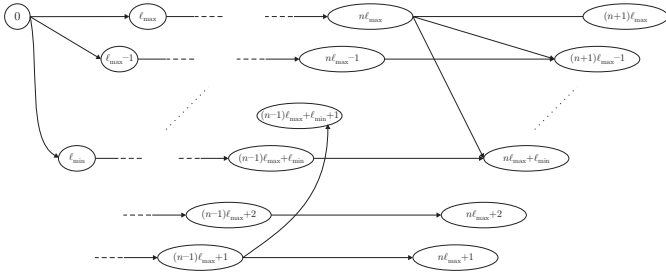 0 ℓmax nℓmax (n+1)ℓmax
ℓmax−1 nℓmax−1 (n+1)ℓmax−1
(n−1)ℓmax+ℓmin+1
ℓmin (n−1)ℓmax+ℓmin nℓmax+ℓmin
(n−1)ℓmax+2 nℓmax+2
(n−1)ℓmax+1 nℓmax+1